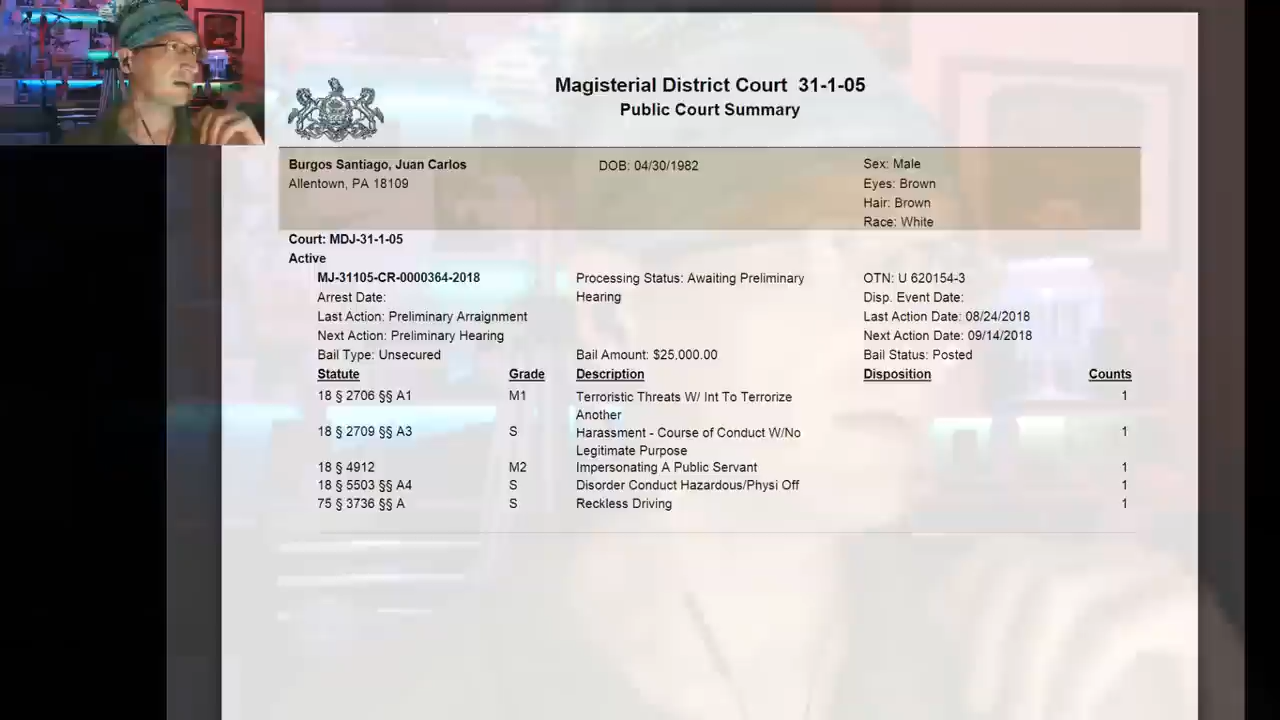 Magisterial District Court 31-1-05
Public Court Summary
Burgos Santiago, Juan Carlos DOB: 04/30/1982 Sex: Male
Allentown, PA 18109 Eyes: Brown
Hair: Brown
Race: White
Court: MDJ-31-1-05
Active
MJ-31105-CR-0000364-2018 Processing Status: Awaiting Preliminary OTN: U 620154-3
Arrest Date: Hearing Disp. Event Date:
Last Action: Preliminary Arraignment Last Action Date: 08/24/2018
Next Action: Preliminary Hearing Next Action Date: 09/14/2018
Bail Type: Unsecured Bail Amount: $25,000.00 Bail Status: Posted
Statute Grade Description Disposition Counts
18 § 2706 §§ A1 M1 Terroristic Threats W/ Int To Terrorize 1
Another
18 § 2709 §§ A3 S Harassment - Course of Conduct W/No 1
Legitimate Purpose
18 § 4912 M2 Impersonating A Public Servant 1
18 § 5503 §§ A4 S Disorder Conduct Hazardous/Physi Off 1
75 § 3736 §§ A S Reckless Driving 1